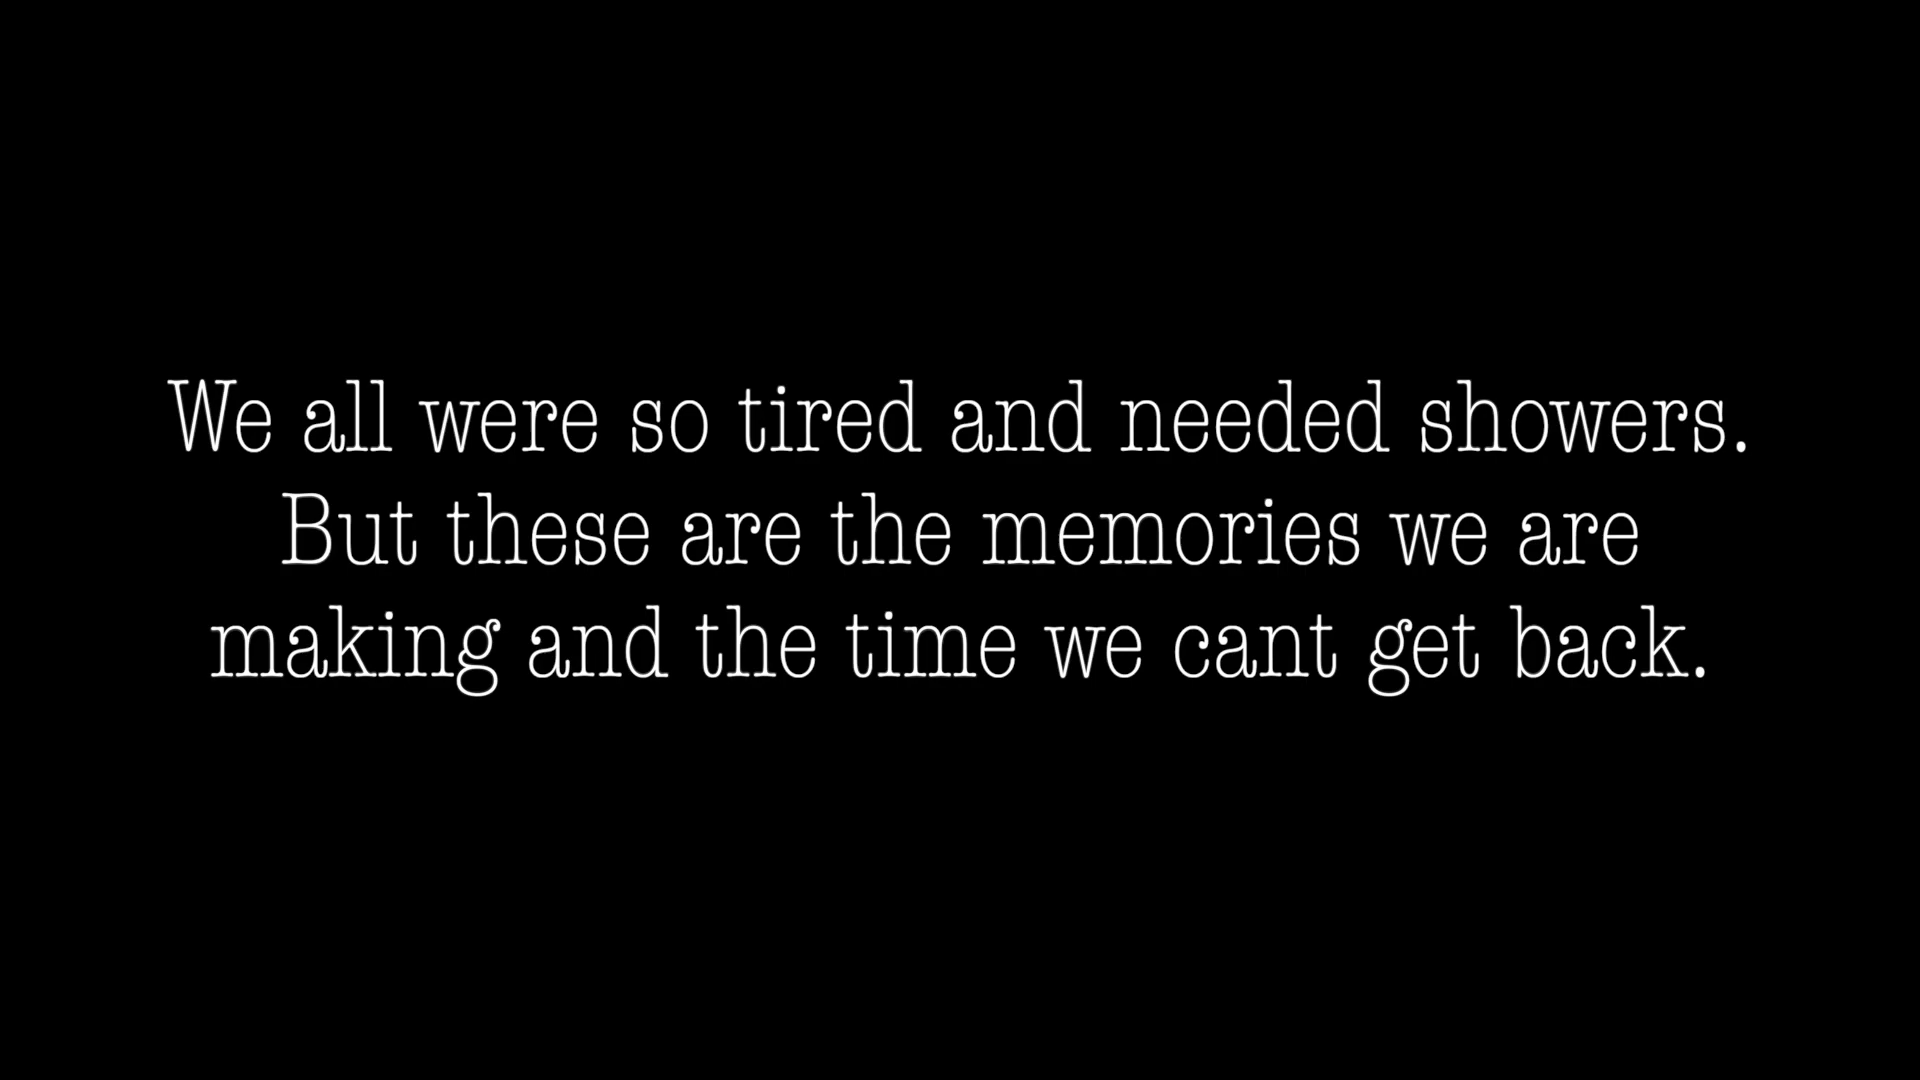 We all were so tired and needed showers.
But these are the memories we are
making and the time we cant get back.